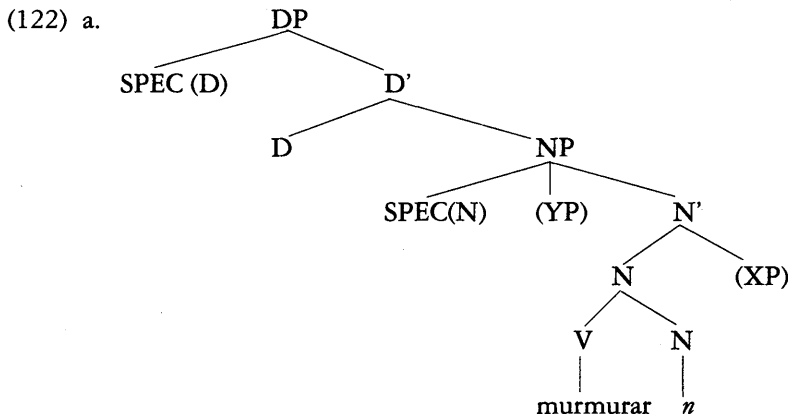 (122) a. DP
SPEC (D) D'
D NP
SPEC(N) (YP) N'
N (XP)
V N
murmurar n